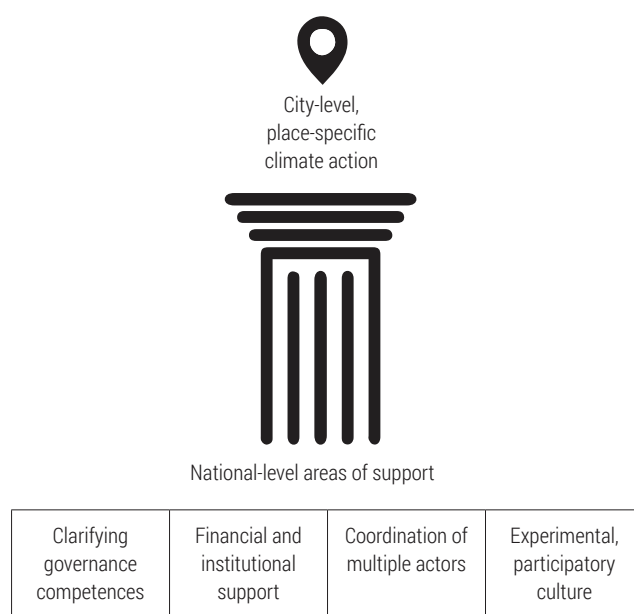 City-level,
place-specific
climate action
National-level areas of support
Clarifying
governance
competences
Financial and
institutional
support
Coordination of
multiple actors
Experimental,
participatory
culture